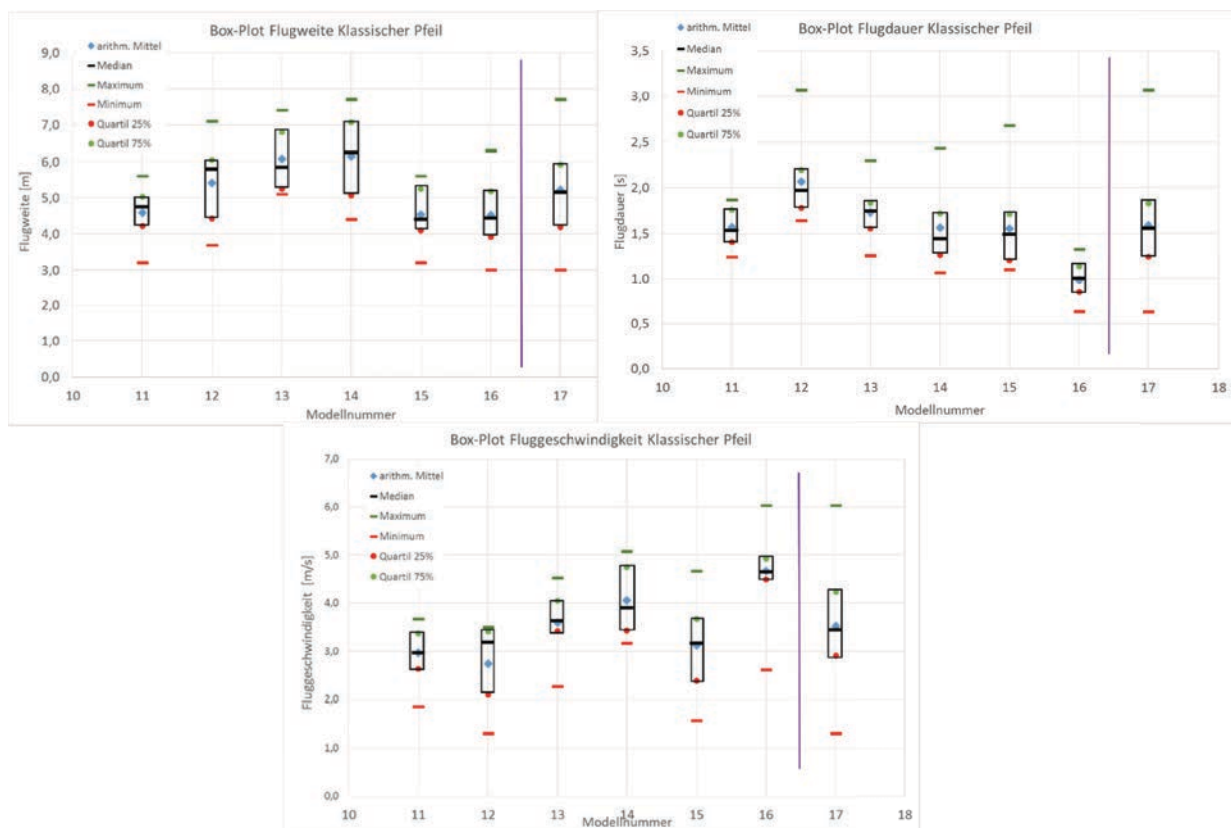 Box-Plot Flugweite Klassischer Pfeil
9,0
8,0
7,0
6,0
5,0
4,0
3,0
2,0
1,0
0,0
Flugweite [m]
arithm. Mittel
Median
Maximum
Minimum
Quartil 25%
Quartil 75%
10 11 12 13 14 15 16 17
Modellnummer
Box-Plot Flugdauer Klassischer Pfeil
3,5
3,0
2,5
2,0
1,5
1,0
0,5
0,0
Flugdauer [s]
arithm. Mittel
Median
Maximum
Minimum
Quartil 25%
Quartil 75%
10 11 12 13 14 15 16 17 18
Modellnummer
Box-Plot Fluggeschwindigkeit Klassischer Pfeil
7,0
6,0
5,0
4,0
3,0
2,0
1,0
0,0
Fluggeschwindigkeit [m/s]
arithm. Mittel
Median
Maximum
Minimum
Quartil 25%
Quartil 75%
10 11 12 13 14 15 16 17 18
Modellnummer